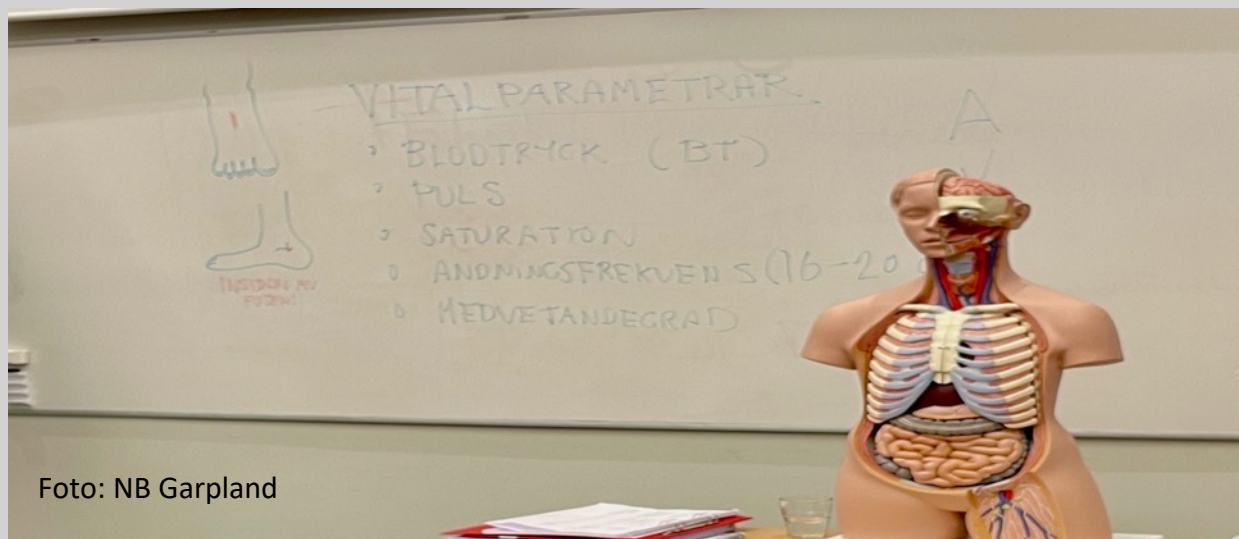 VITALPARAMETRAR
BLODTRYCK (BT)
PULS
SATURATION
ANDNINGSFREKVENS (16-20
MEDVETANDEGRAD
A
INSIDAN AV
FOTEN!
Foto: NB Garpland